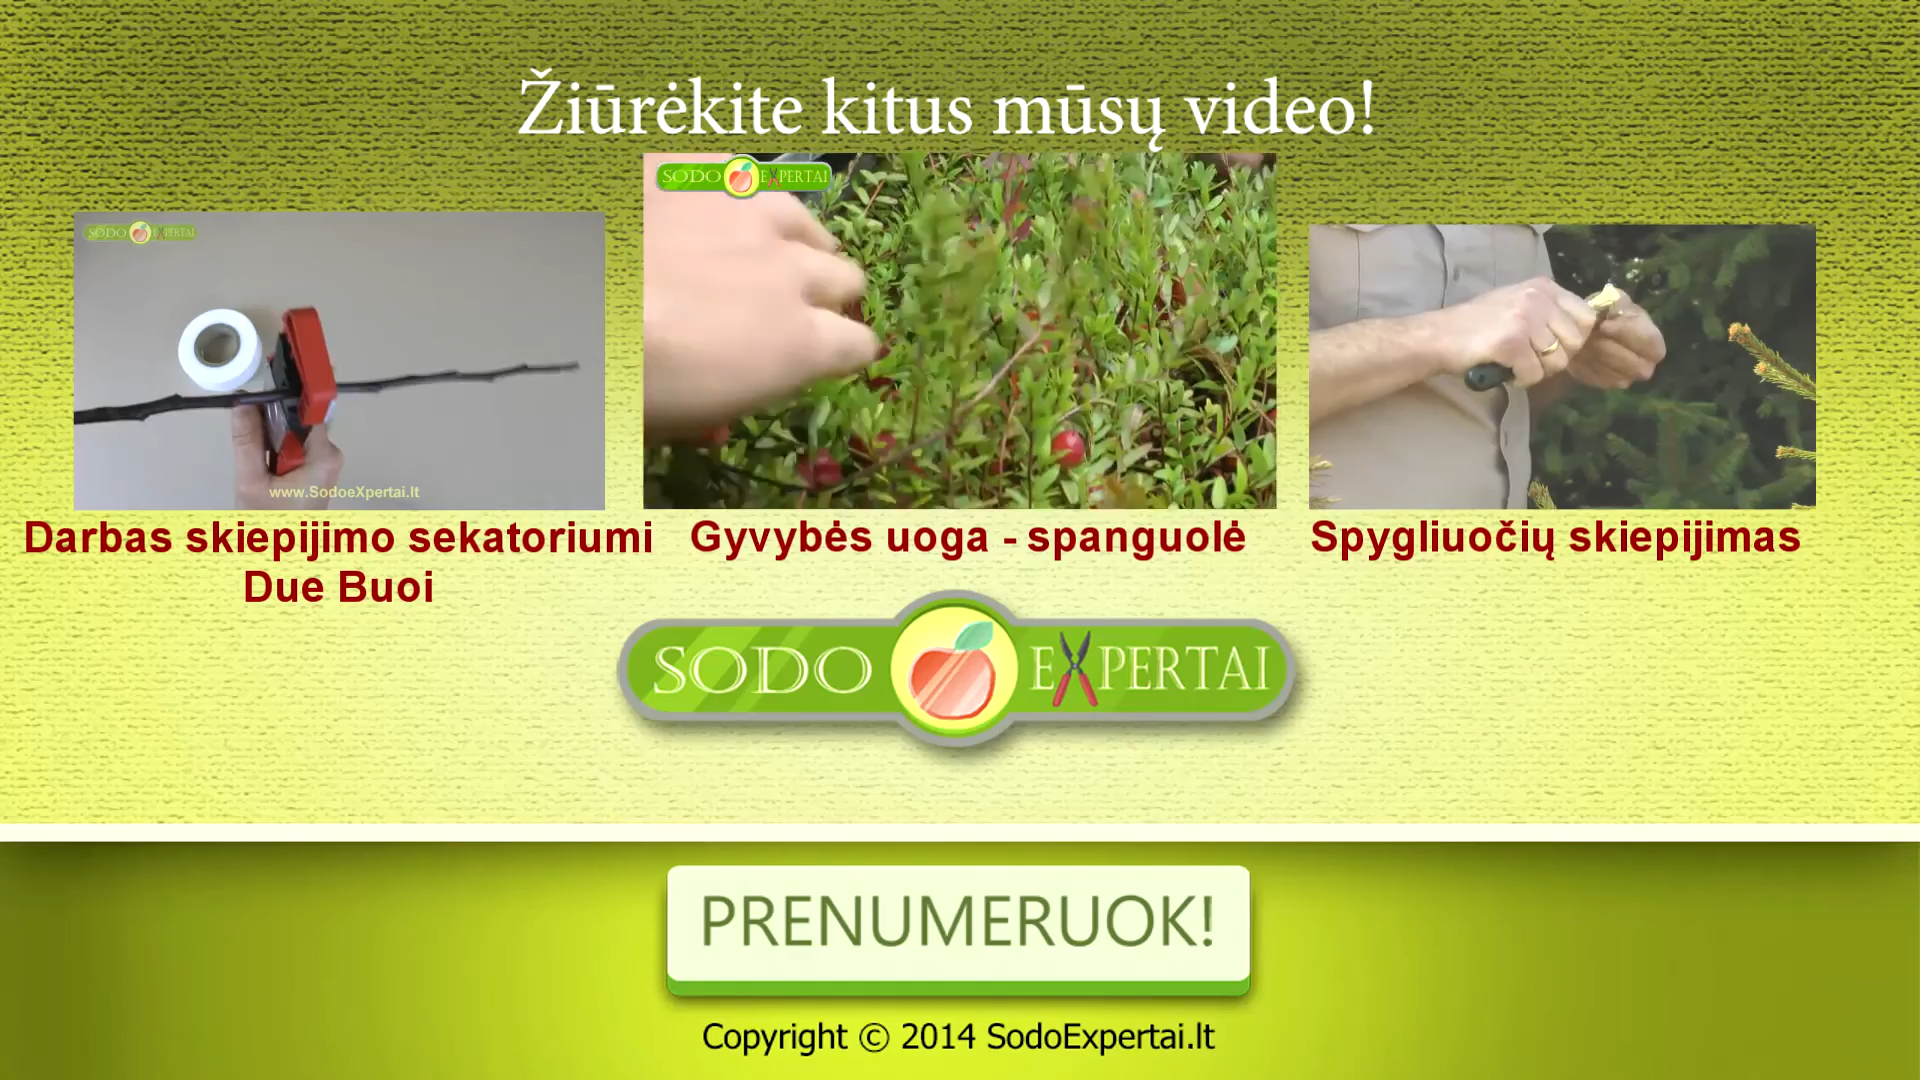 Žiūrėkite kitus mūsų video!
SODO EXPERTAI
SODO EXPERTAI
www.SodoeXpertai.lt
Darbas skiepijimo sekatoriumi
Due Buoi
Gyvybės uoga - spanguolė
Spygliuočių skiepijimas
SODO EXPERTAI
PRENUMERUOK!
Copyright © 2014 SodoExpertai.lt